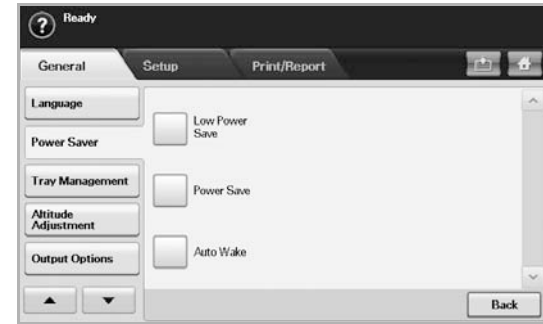 Ready
General
Setup
Print/Report
Language
Power Saver
Tray Management
Altitude
Adjustment
Output Options
Low Power
Save
Power Save
Auto Wake
Back